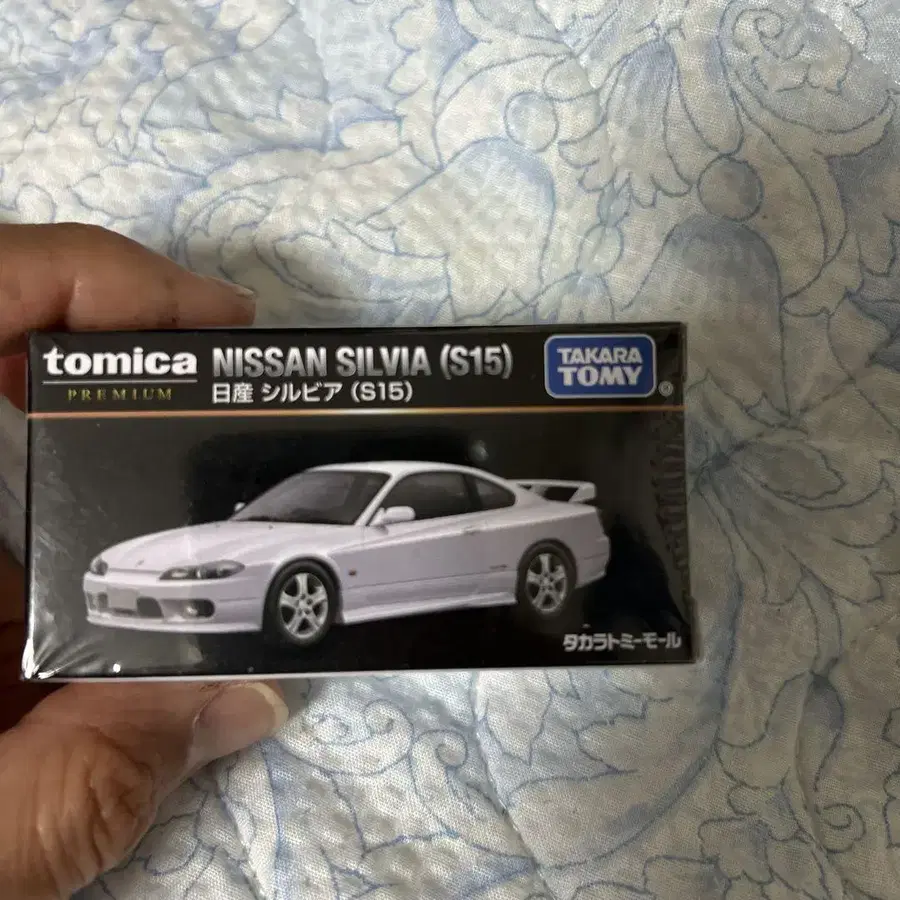 tomica
PREMIUM
NISSAN SILVIA (S15)
日産 シルビア (S15)
TAKARA
TOMY
タカラトミーモール